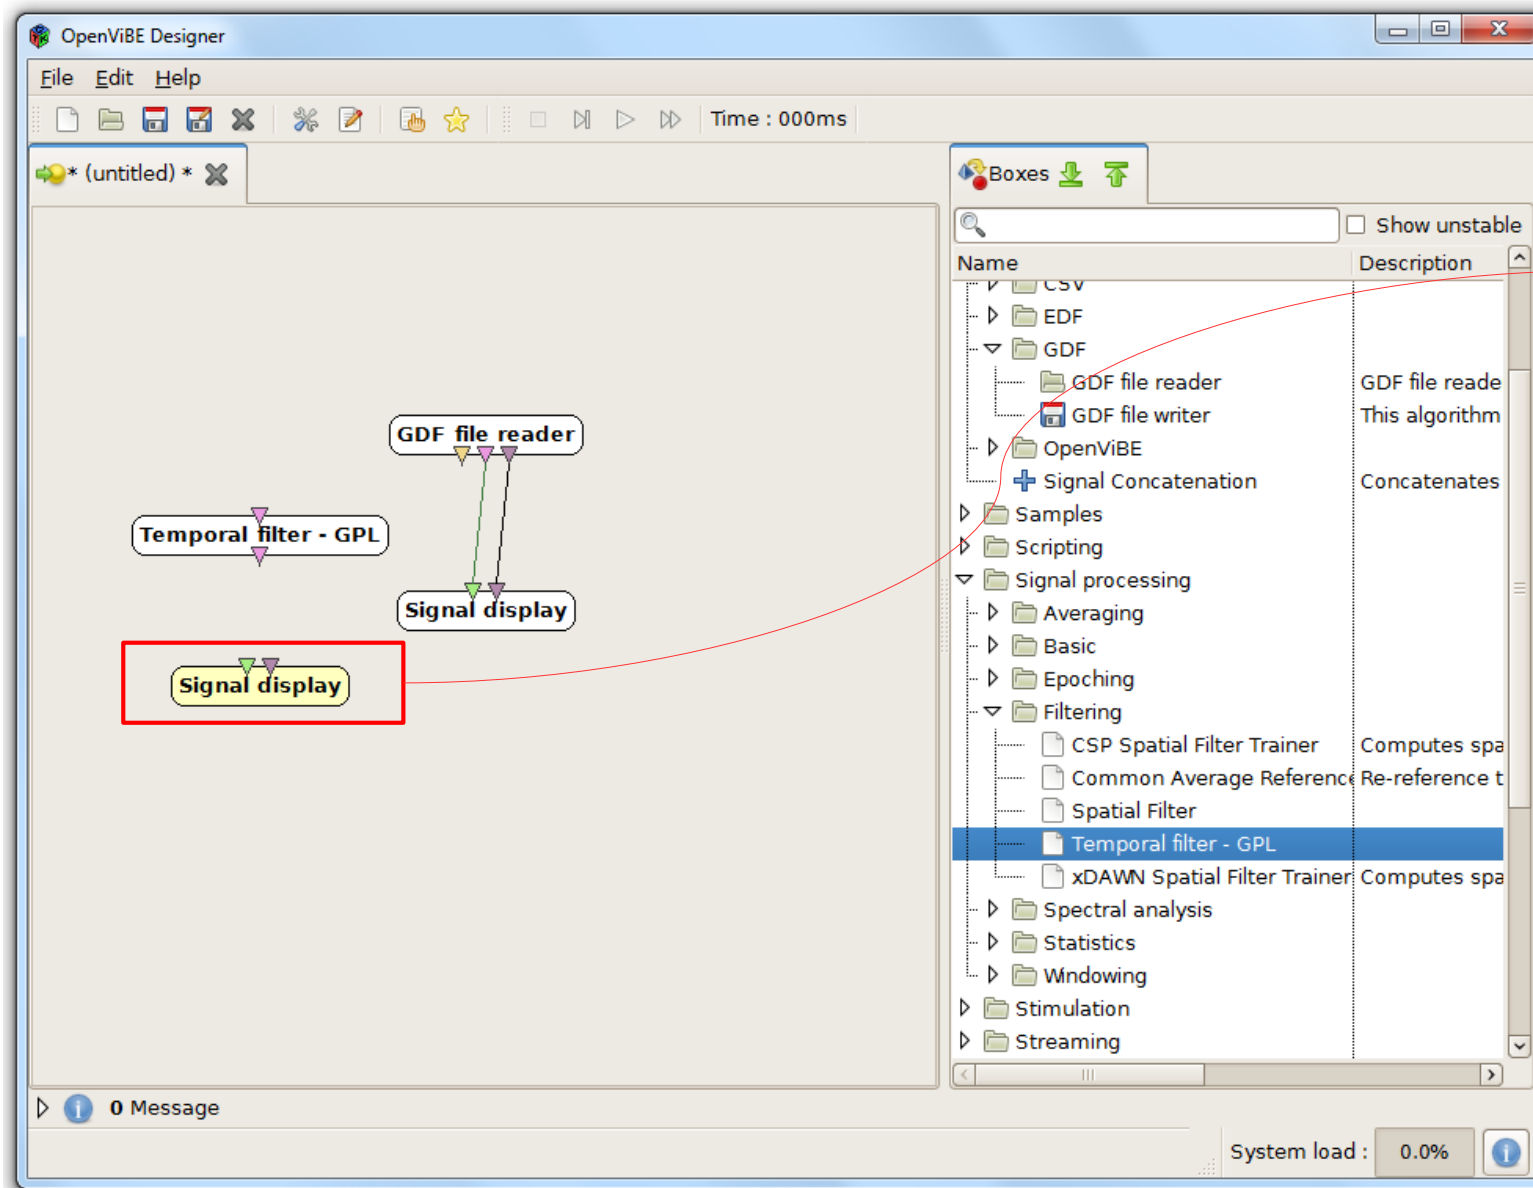 OpenViBE Designer
File Edit Help
Time : 000ms
* (untitled) *
Boxes
Show unstable
Name Description
CSV
EDF
GDF
GDF file reader GDF file reade
GDF file writer This algorithm
OpenViBE
Signal Concatenation Concatenates
Samples
Scripting
Signal processing
Averaging
Basic
Epoching
Filtering
CSP Spatial Filter Trainer Computes spa
Common Average Reference Re-reference t
Spatial Filter
Temporal filter - GPL
xDAWN Spatial Filter Trainer Computes spa
Spectral analysis
Statistics
Windowing
Stimulation
Streaming
GDF file reader
Temporal filter - GPL
Signal display
Signal display
0 Message
System load : 0.0%